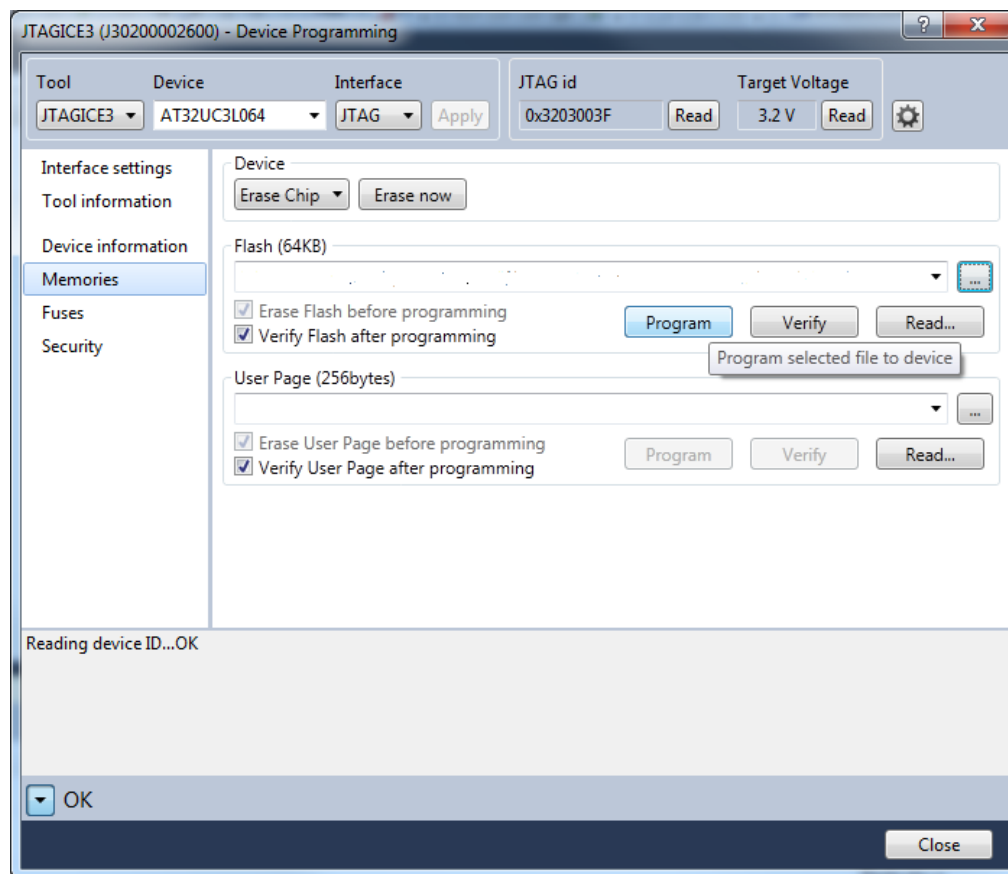 JTAGICE3 (J30200002600) - Device Programming
Tool Device Interface JTAG id Target Voltage
JTAGICE3 AT32UC3L064 JTAG Apply 0x3203003F Read 3.2 V Read
Interface settings
Tool information
Device information
Memories
Fuses
Security
Device
Erase Chip Erase now
Flash (64KB)
...
Erase Flash before programming
Verify Flash after programming
Program Verify Read...
Program selected file to device
User Page (256bytes)
...
Erase User Page before programming
Verify User Page after programming
Program Verify Read...
Reading device ID...OK
OK
Close